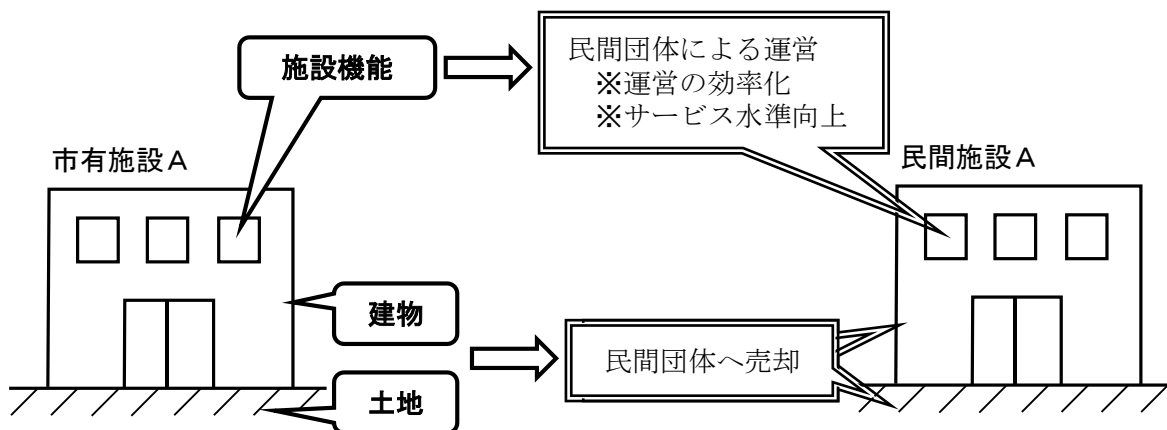 施設機能
民間団体による運営
※運営の効率化
※サービス水準向上
市有施設A
民間施設A
建物
民間団体へ売却
土地